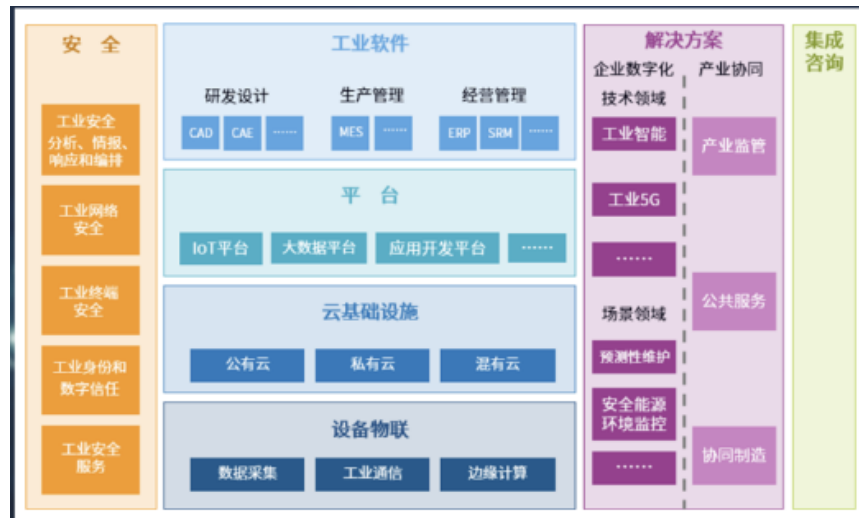 安 全
工业安全
分析、情报、
响应和编排
工业网络
安全
工业终端
安全
工业身份和
数字信任
工业安全
服务
工业软件
研发设计
生产管理
经营管理
CAD
CAE
……
MES
……
ERP
SRM
……
平 台
IoT平台
大数据平台
应用开发平台
……
云基础设施
公有云
私有云
混有云
设备物联
数据采集
工业通信
边缘计算
解决方案
企业数字化
技术领域
工业智能
工业5G
……
场景领域
预测性维护
安全能源
环境监控
……
产业协同
产业监管
公共服务
协同制造
集成
咨询